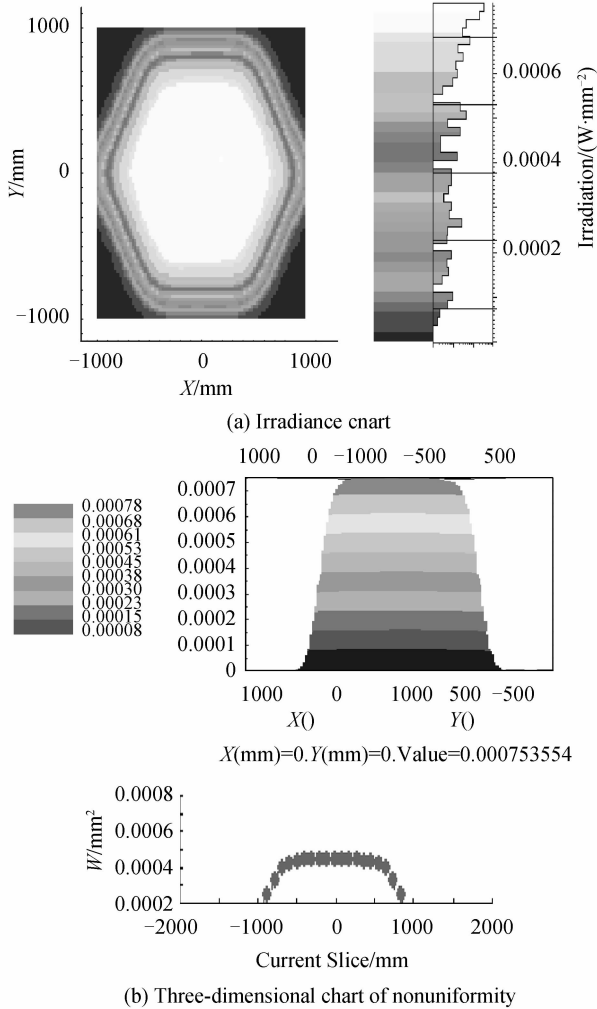 1000
0
−1000
Y/mm
−1000 0 1000
X/mm
0.0006
0.0004
0.0002
Irradiation/(W·mm⁻²)
(a) Irradiance cnart
1000 0 −1000 −500 500
0.00078
0.00068
0.00061
0.00053
0.00045
0.00038
0.00030
0.00023
0.00015
0.00008
0.0007
0.0006
0.0005
0.0004
0.0003
0.0002
0.0001
0
1000 0 1000 500 −500
X() Y()
X(mm)=0.Y(mm)=0.Value=0.000753554
0.0008
0.0006
0.0004
0.0002
W/mm²
−2000 −1000 0 1000 2000
Current Slice/mm
(b) Three-dimensional chart of nonuniformity